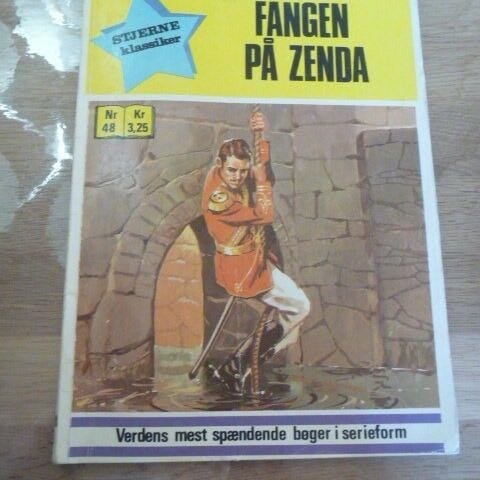 STJERNE
klassiker
FANGEN
PÅ ZENDA
Nr Kr
48 3,25
Verdens mest spændende bøger i serieform